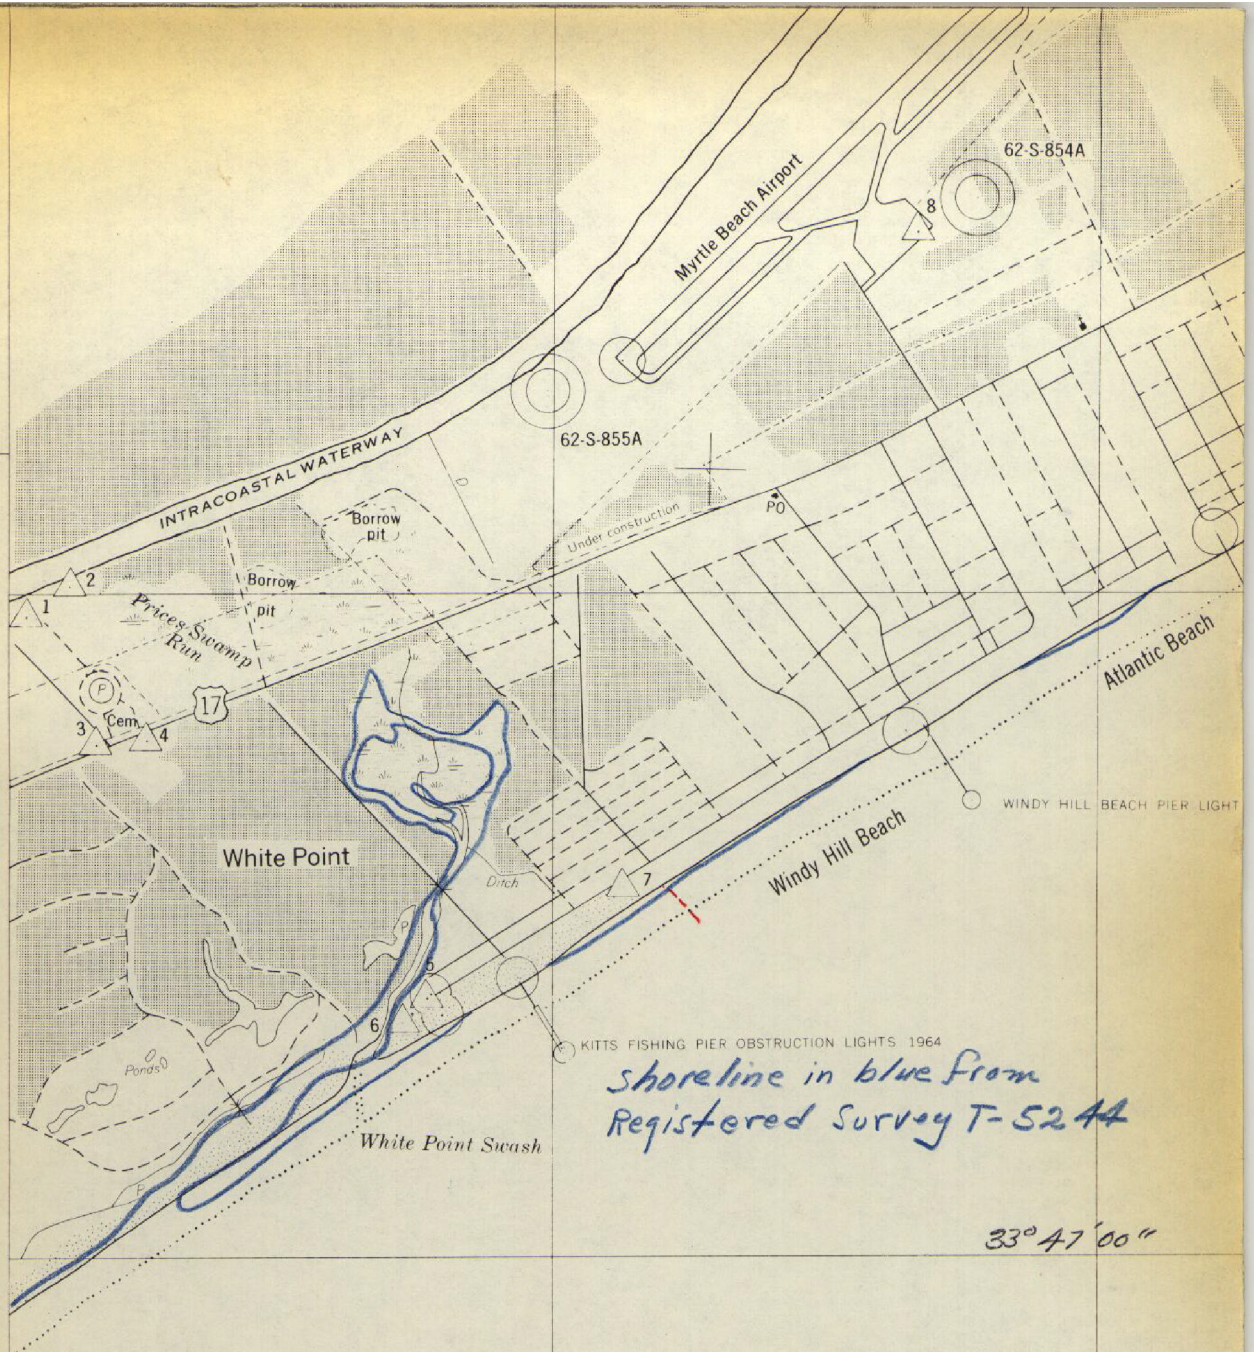 62-S-854A
8
Myrtle Beach Airport
62-S-855A
INTRACOASTAL WATERWAY
D
PO
Under construction
Borrow
pit
Borrow
pit
2
1
Prices Swamp
Run
P
17
Cem
3
4
Atlantic Beach
WINDY HILL BEACH PIER LIGHT
Windy Hill Beach
White Point
Ditch
7
P
5
6
KITTS FISHING PIER OBSTRUCTION LIGHTS 1964
Shoreline in blue from
Registered Survey T-5244
Ponds
White Point Swash
P
33° 47' 00"